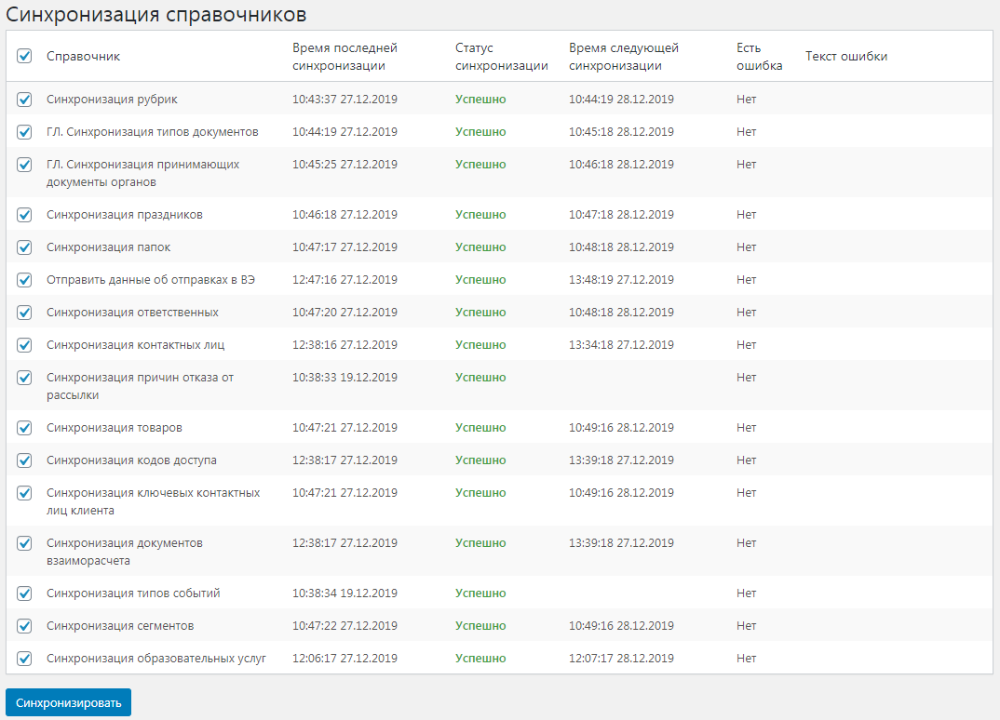 Синхронизация справочников
Справочник Время последней синхронизации Статус синхронизации Время следующей синхронизации Есть ошибка Текст ошибки
Синхронизация рубрик 10:43:37 27.12.2019 Успешно 10:44:19 28.12.2019 Нет
ГЛ. Синхронизация типов документов 10:44:19 27.12.2019 Успешно 10:45:18 28.12.2019 Нет
ГЛ. Синхронизация принимающих 10:45:25 27.12.2019 Успешно 10:46:18 28.12.2019 Нет
документы органов
Синхронизация праздников 10:46:18 27.12.2019 Успешно 10:47:18 28.12.2019 Нет
Синхронизация папок 10:47:17 27.12.2019 Успешно 10:48:18 28.12.2019 Нет
Отправить данные об отправках в ВЭ 12:47:16 27.12.2019 Успешно 13:48:19 27.12.2019 Нет
Синхронизация ответственных 10:47:20 27.12.2019 Успешно 10:48:18 28.12.2019 Нет
Синхронизация контактных лиц 12:38:16 27.12.2019 Успешно 13:34:18 27.12.2019 Нет
Синхронизация причин отказа от 10:38:33 19.12.2019 Успешно Нет
рассылки
Синхронизация товаров 10:47:21 27.12.2019 Успешно 10:49:16 28.12.2019 Нет
Синхронизация кодов доступа 12:38:17 27.12.2019 Успешно 13:39:18 27.12.2019 Нет
Синхронизация ключевых контактных 10:47:21 27.12.2019 Успешно 10:49:16 28.12.2019 Нет
лиц клиента
Синхронизация документов 12:38:17 27.12.2019 Успешно 13:39:18 27.12.2019 Нет
взаиморасчета
Синхронизация типов событий 10:38:34 19.12.2019 Успешно Нет
Синхронизация сегментов 10:47:22 27.12.2019 Успешно 10:49:16 28.12.2019 Нет
Синхронизация образовательных услуг 12:06:17 27.12.2019 Успешно 12:07:17 28.12.2019 Нет
Синхронизировать